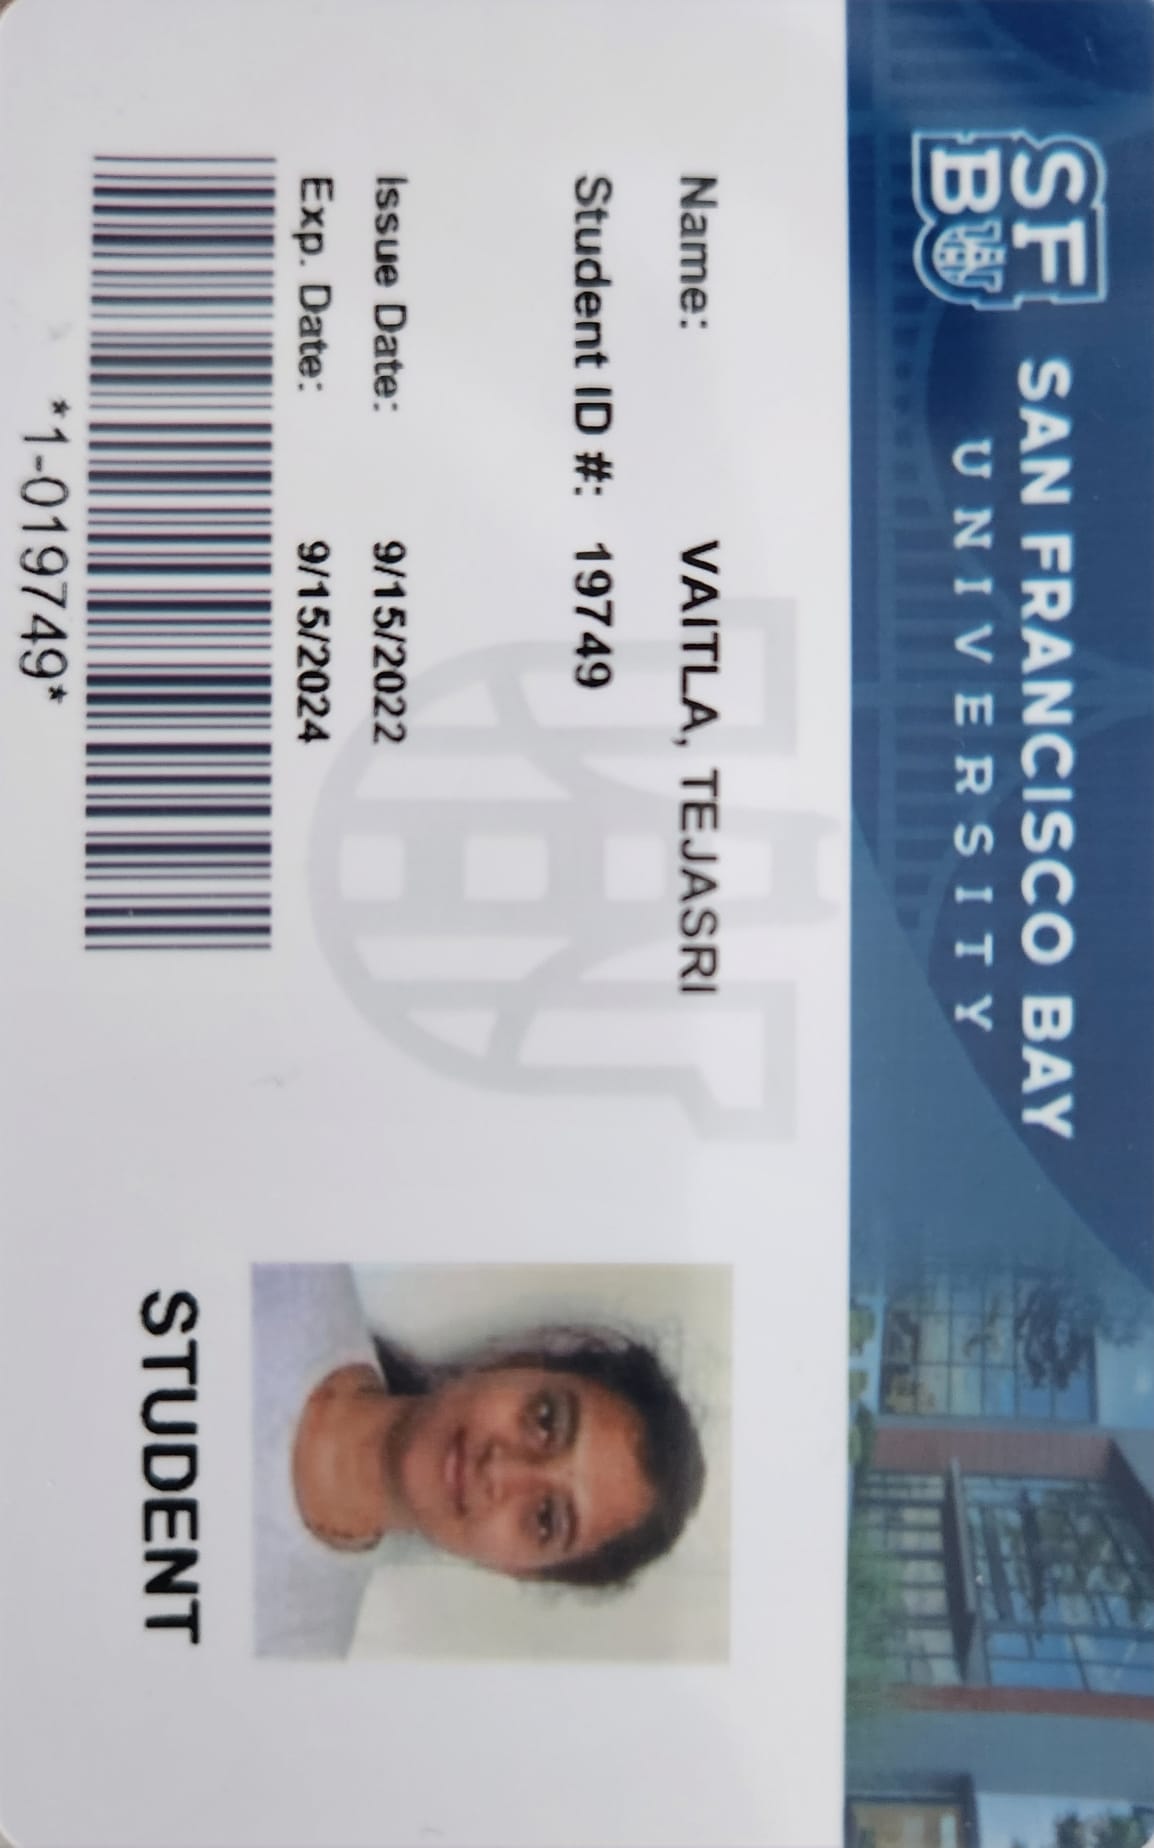 SF
BU
SAN FRANCISCO BAY
UNIVERSITY
Name: VAITLA, TEJASRI
Student ID #: 19749
Issue Date: 9/15/2022
Exp. Date: 9/15/2024
*1-019749*
STUDENT